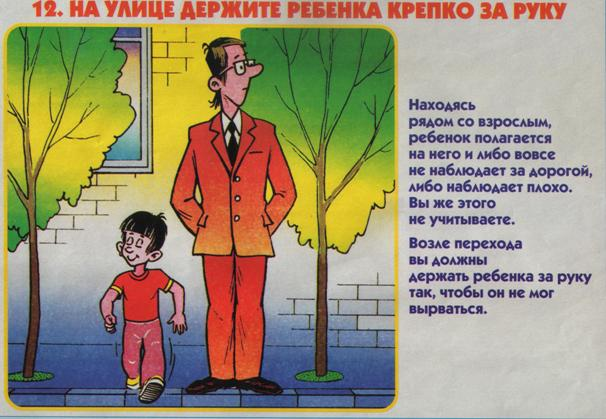 12. НА УЛИЦЕ ДЕРЖИТЕ РЕБЕНКА КРЕПКО ЗА РУКУ
Находясь
рядом со взрослым,
ребенок полагается
на него и либо вовсе
не наблюдает за дорогой,
либо наблюдает плохо.
Вы же этого
не учитываете.
Возле перехода
вы должны
держать ребенка за руку
так, чтобы он не мог
вырваться.